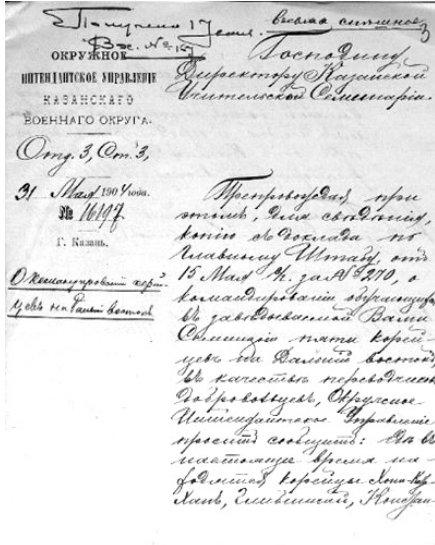 Получено 17 Іюня.
Вх. №
весьма спѣшное
ОКРУЖНОЕ
ИНТЕНДАНТСКОЕ УПРАВЛЕНІЕ
КАЗАНСКАГО
ВОЕННАГО ОКРУГА.
Отд. 3, Ст. 3,
31 Мая 1904 года.
№ 16197.
Г. Казань.
О командированіи корей-
цевъ на Дальній востокъ
Господину
Директору Казанской
Учительской Семинаріи.
Препровождая при
этомъ, для свѣдѣнія,
копію съ доклада по
Главному Штабу, отъ
15 Мая с/г. за № 270, о
командированіи обучающихся
въ завѣдываемой Вами
Семинаріи пяти корей-
цевъ на Дальній востокъ,
въ качествѣ переводчиковъ
добровольцевъ, Окружное
Интендантское Управленіе
проситъ сообщить: гдѣ въ
настоящее время на-
ходятся корейцы
Ханъ,